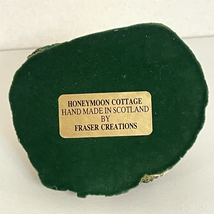 HONEYMOON COTTAGE
HAND MADE IN SCOTLAND
BY
FRASER CREATIONS